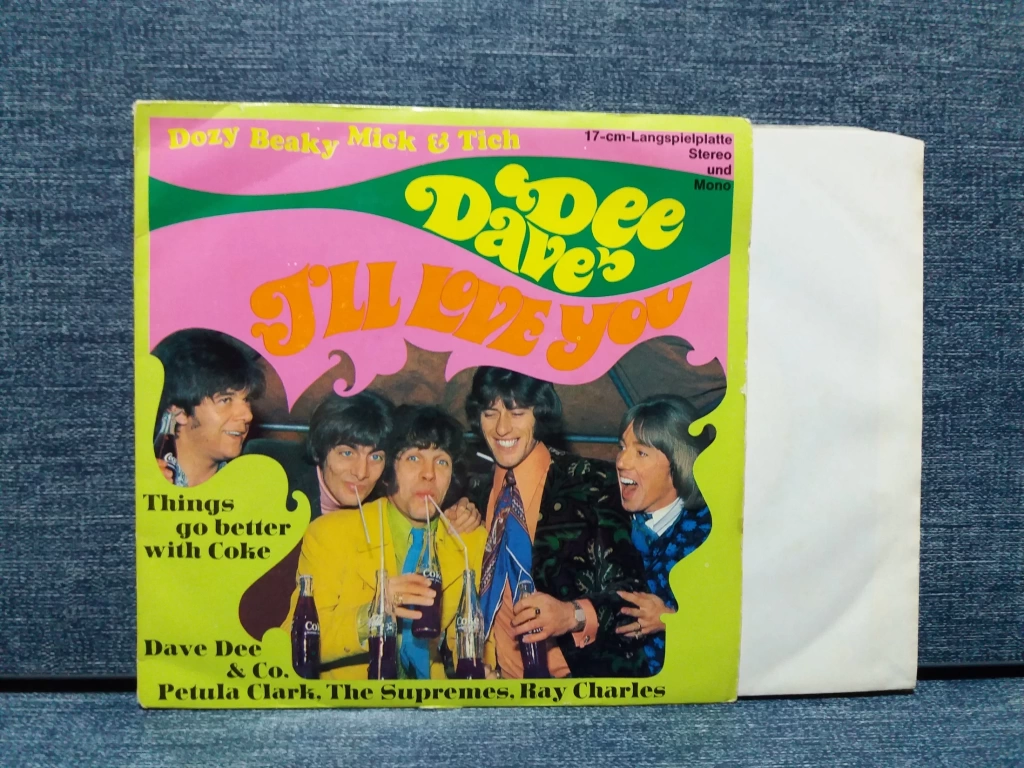 Dozy Beaky Mick & Tich
17-cm-Langspielplatte
Stereo
und
Mono
Dave Dee
I'LL LOVE YOU
Things
go better
with Coke
Dave Dee
& Co.
Petula Clark, The Supremes, Ray Charles